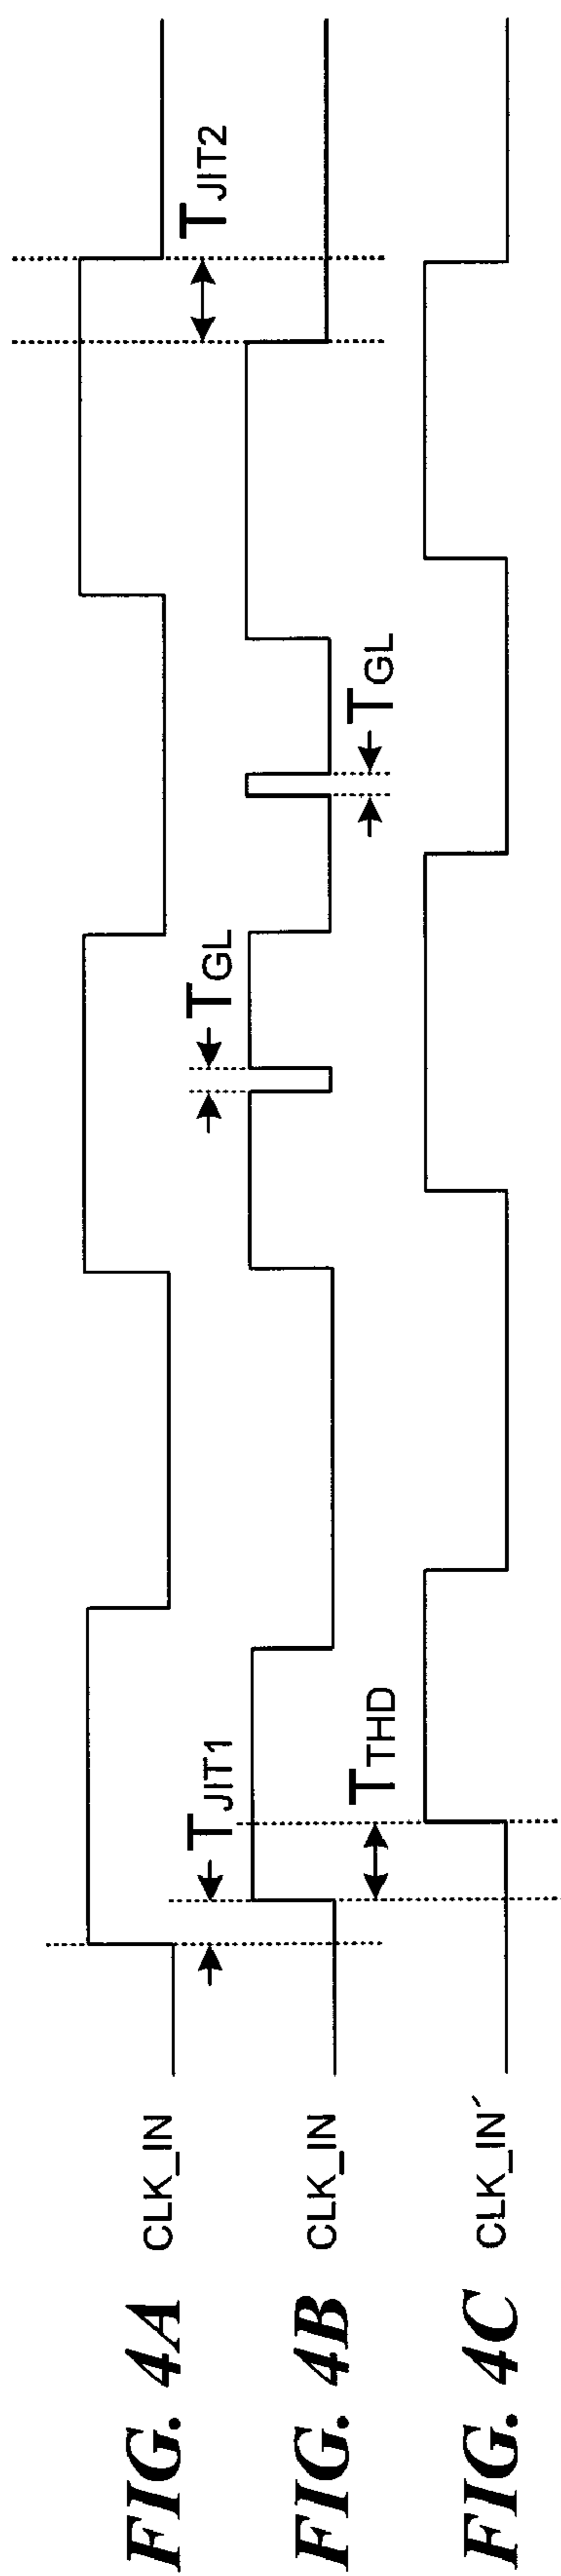 FIG. 4A CLK_IN
T_JIT1
T_GL
T_JIT2
FIG. 4B CLK_IN
T_THD
T_GL
FIG. 4C CLK_IN´